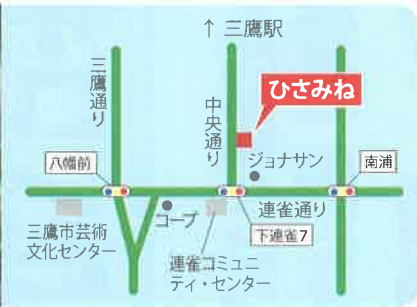 ↑ 三鷹駅
三鷹通り
中央通り
ひさみね
八幡前
ジョナサン
南浦
コープ
連雀通り
三鷹市芸術
文化センター
下連雀7
連雀コミュニ
ティ・センター